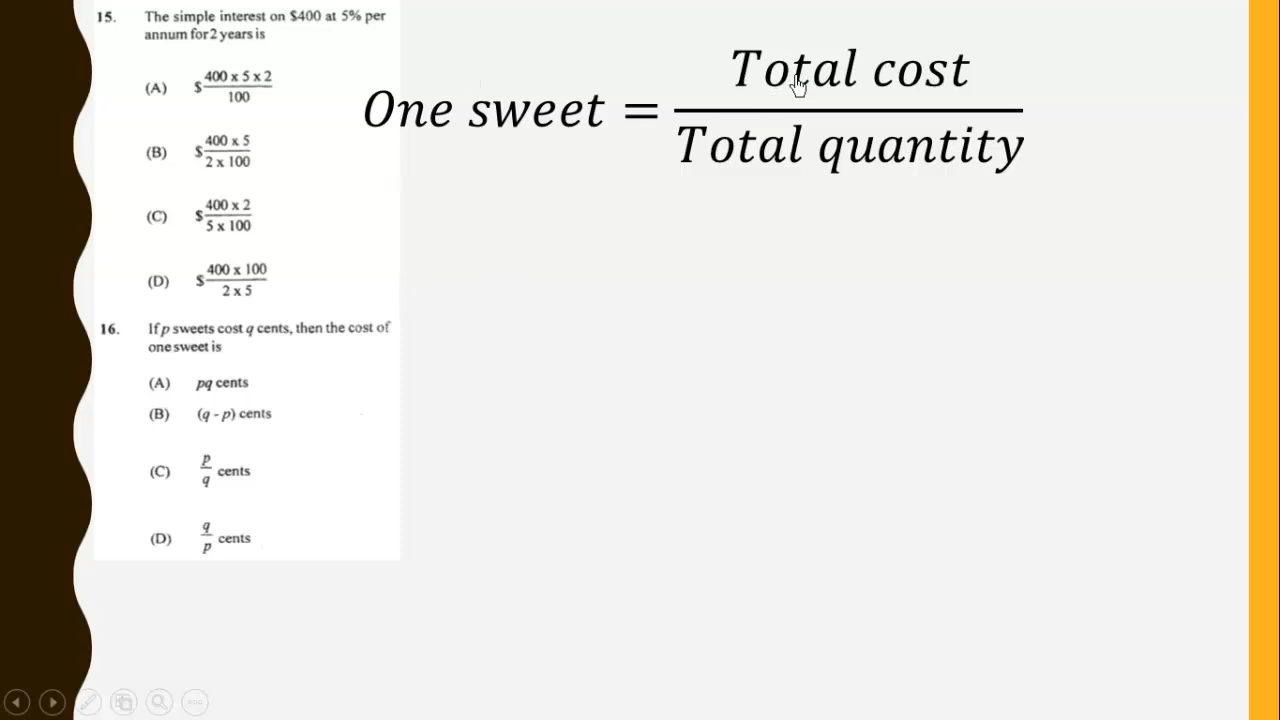 15. The simple interest on $400 at 5% per
annum for 2 years is
(A) $ 400 x 5 x 2
100
(B) $ 400 x 5
2 x 100
(C) $ 400 x 2
5 x 100
(D) $ 400 x 100
2 x 5
16. If p sweets cost q cents, then the cost of
one sweet is
(A) pq cents
(B) (q - p) cents
(C) p
q cents
(D) q
p cents
One sweet = Total cost
Total quantity